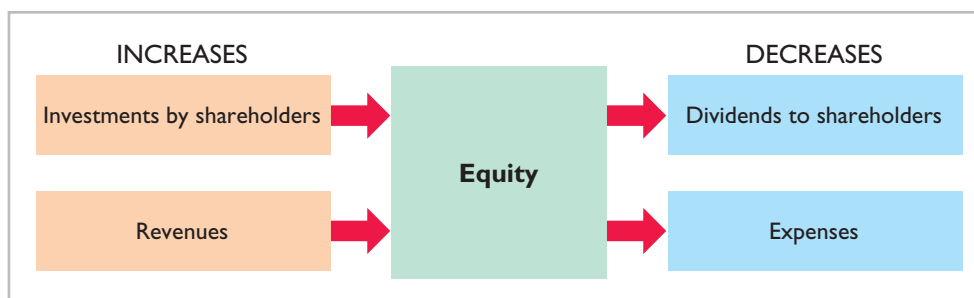 INCREASES
DECREASES
Investments by shareholders
Dividends to shareholders
Equity
Revenues
Expenses